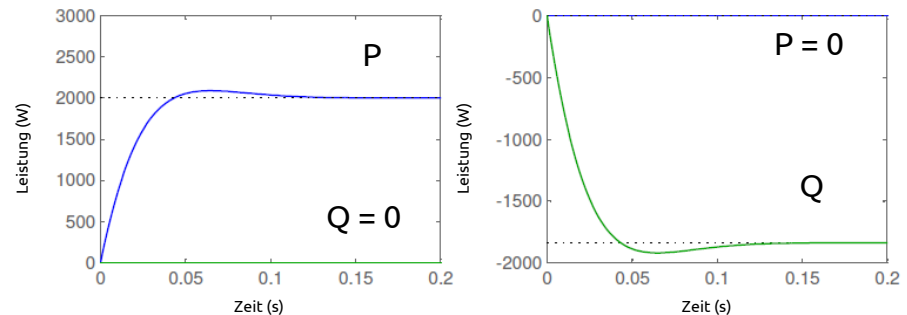 3000
2500
2000
1500
1000
500
0
P
Q = 0
Leistung (W)
0
0.05
0.1
0.15
0.2
Zeit (s)
0
-500
-1000
-1500
-2000
P = 0
Q
Leistung (W)
0
0.05
0.1
0.15
0.2
Zeit (s)